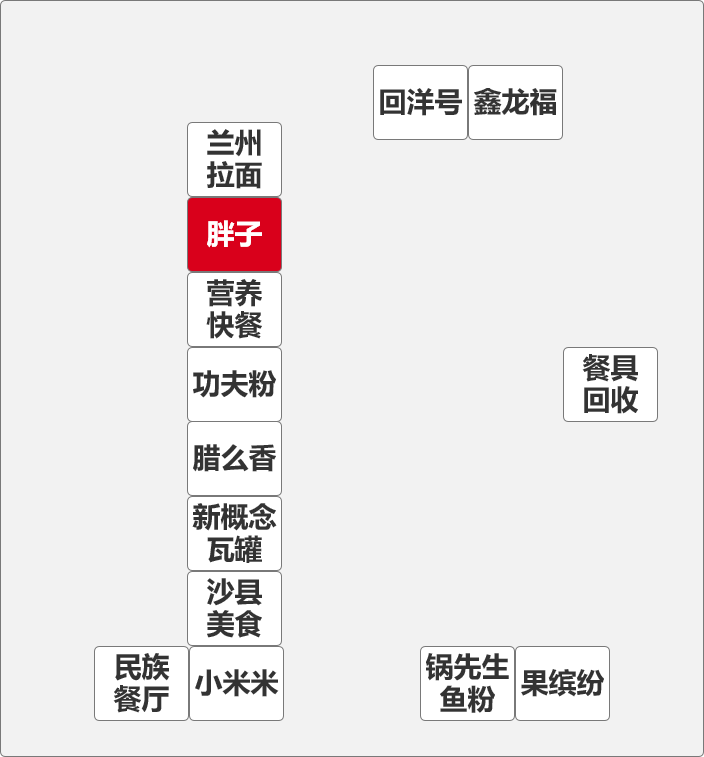 回洋号
鑫龙福
兰州
拉面
胖子
营养
快餐
功夫粉
餐具
回收
腊么香
新概念
瓦罐
沙县
美食
民族
餐厅
小米米
锅先生
鱼粉
果缤纷